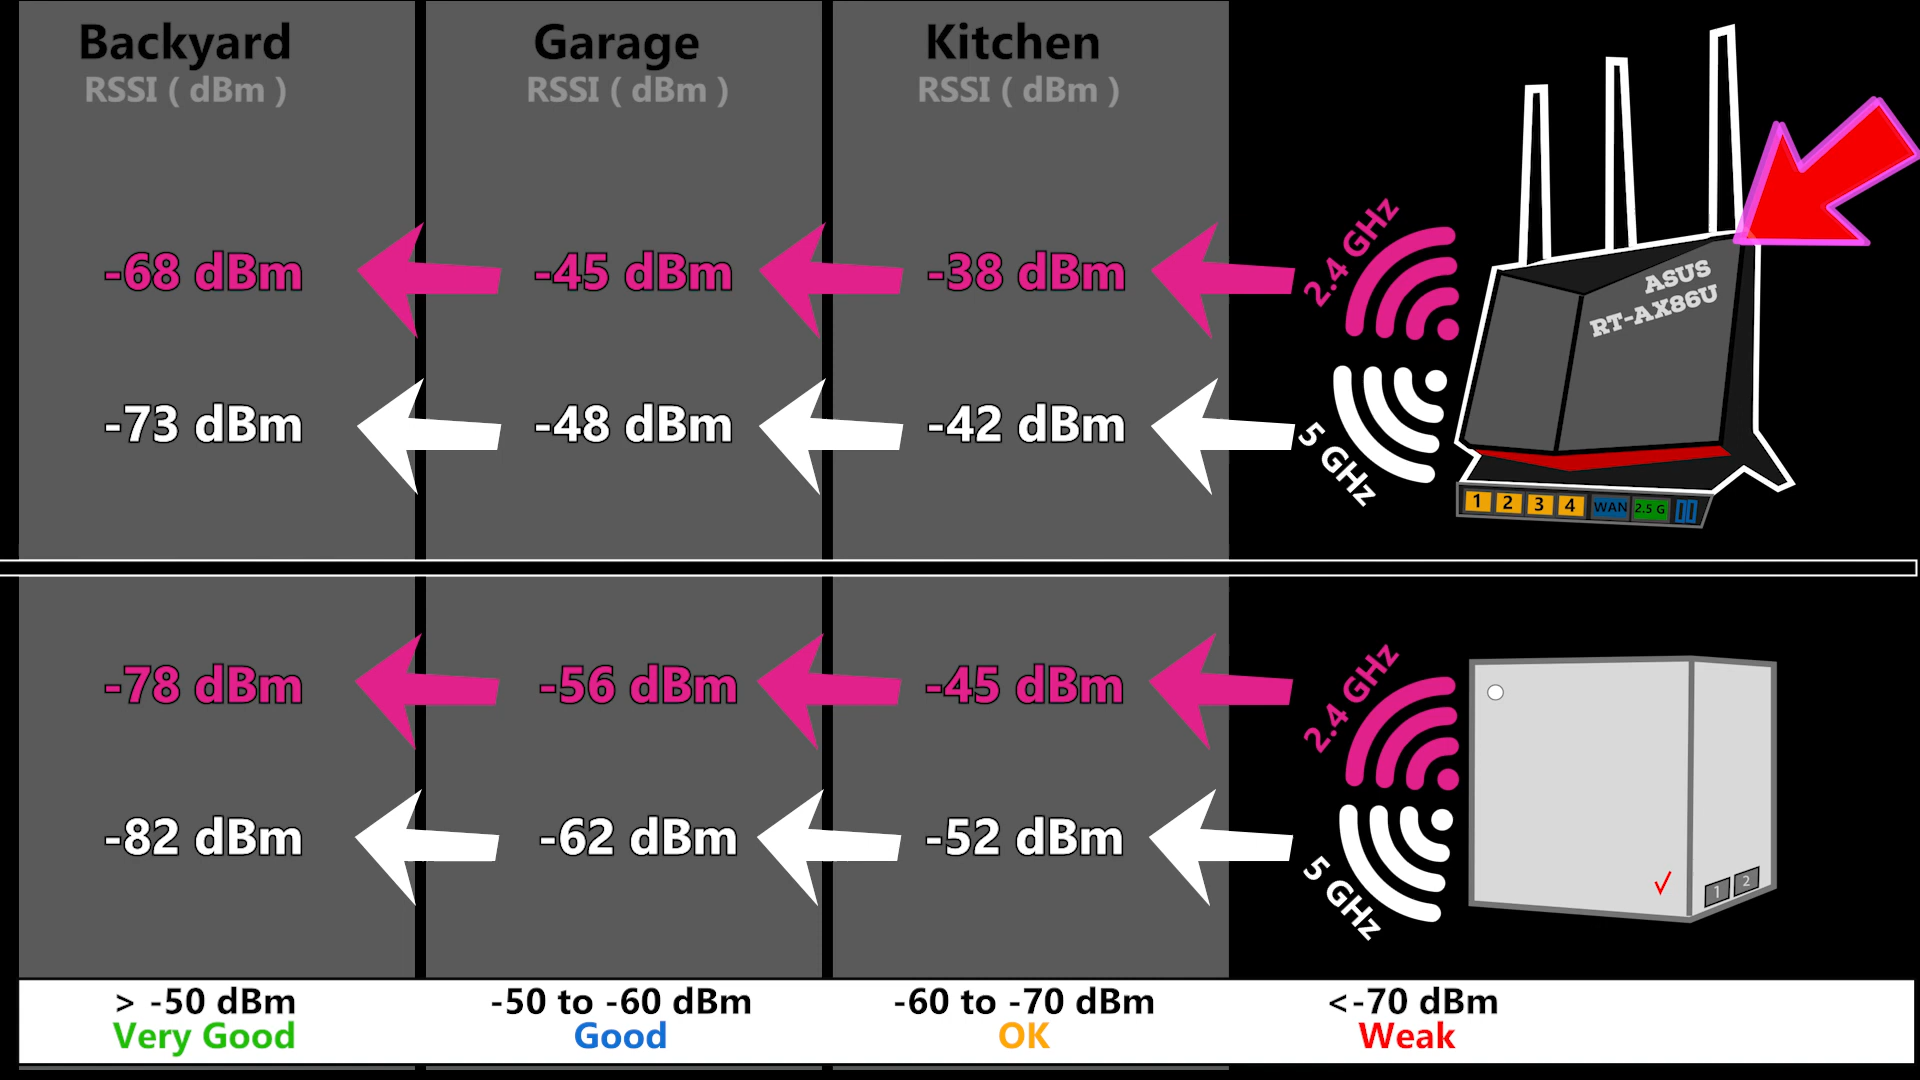 Backyard Garage Kitchen
RSSI ( dBm ) RSSI ( dBm ) RSSI ( dBm )
-68 dBm -45 dBm -38 dBm 2.4 GHz
ASUS
RT-AX86U
-73 dBm -48 dBm -42 dBm 5 GHz
1 2 3 4 WAN 2.5 G
-78 dBm -56 dBm -45 dBm 2.4 GHz
-82 dBm -62 dBm -52 dBm 5 GHz
1 2
> -50 dBm -50 to -60 dBm -60 to -70 dBm <-70 dBm
Very Good Good OK Weak